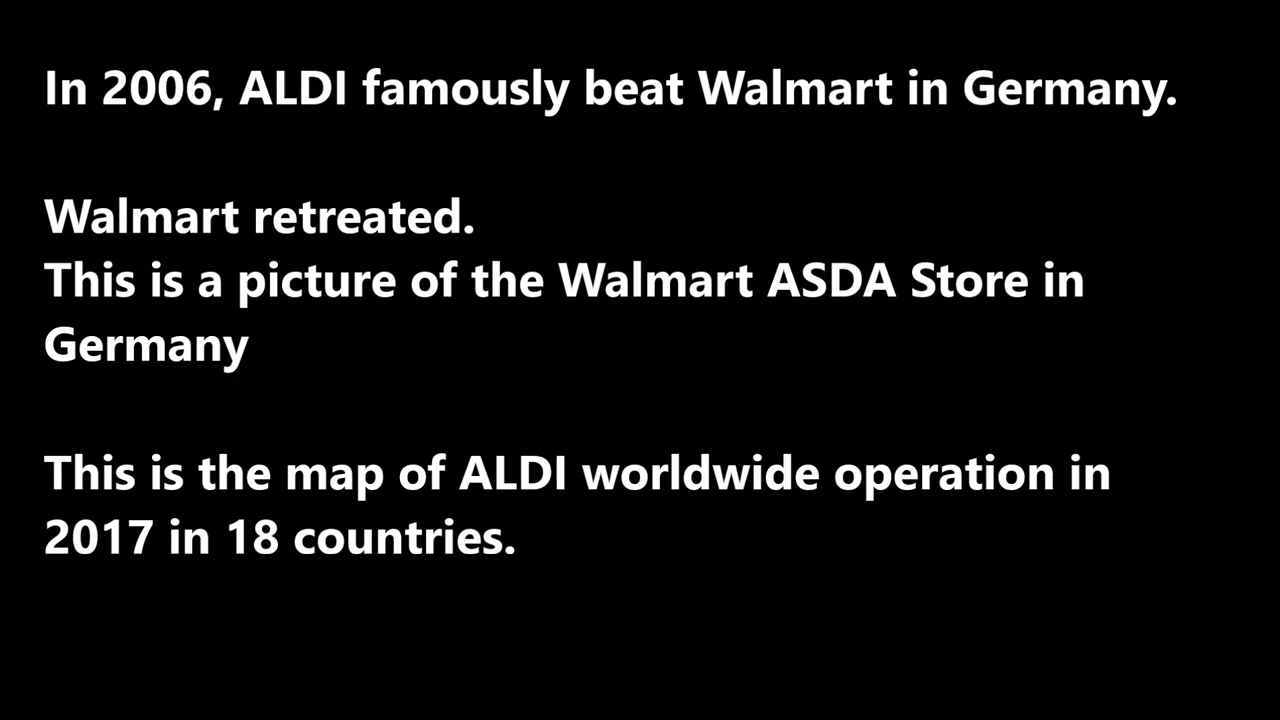 In 2006, ALDI famously beat Walmart in Germany.
Walmart retreated.
This is a picture of the Walmart ASDA Store in
Germany
This is the map of ALDI worldwide operation in
2017 in 18 countries.